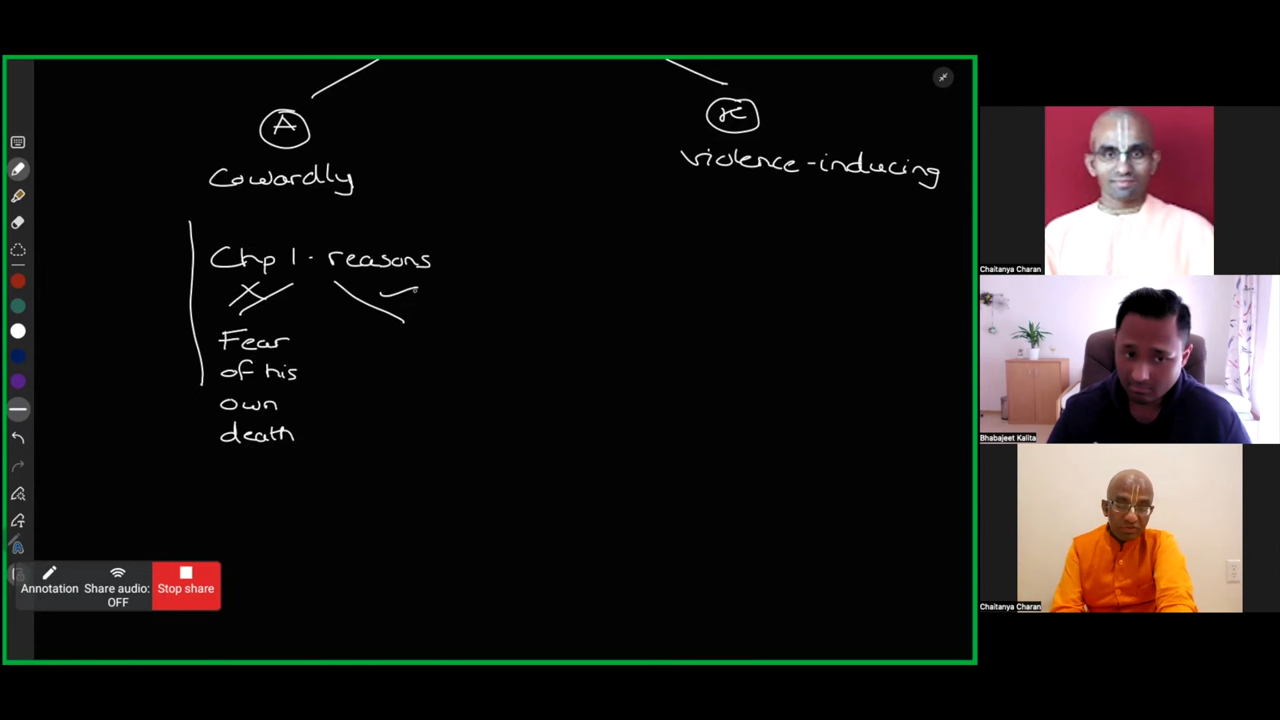 A
K
Cowardly
violence-inducing
Chp 1. reasons
Fear
of his
own
death
Annotation
Share audio:
OFF
Stop share
Chaitanya Charan
Bhabajeet Kalita
Chaitanya Charan